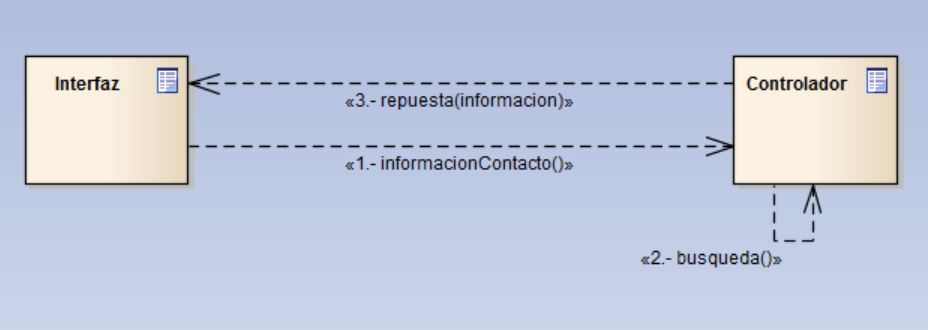 Interfaz
Controlador
«3.- repuesta(informacion)»
«1.- informacionContacto()»
«2.- busqueda()»